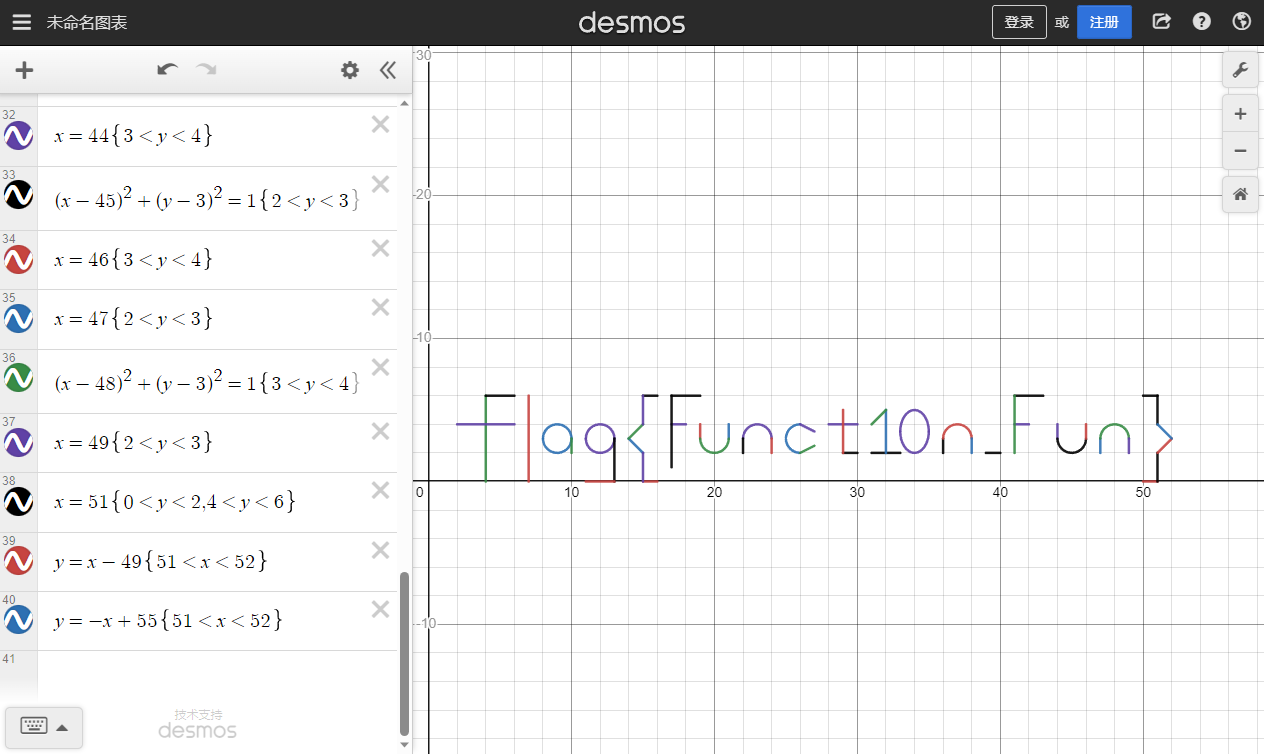 未命名图表
desmos
登录 或 注册
32
x = 44{3 < y < 4}
33
(x − 45)² + (y − 3)² = 1{2 < y < 3}
34
x = 46{3 < y < 4}
35
x = 47{2 < y < 3}
36
(x − 48)² + (y − 3)² = 1{3 < y < 4}
37
x = 49{2 < y < 3}
38
x = 51{0 < y < 2,4 < y < 6}
39
y = x − 49{51 < x < 52}
40
y = −x + 55{51 < x < 52}
41
技术支持
desmos
30
20
10
flag{Funct10n_Fun}
0 10 20 30 40 50
-10